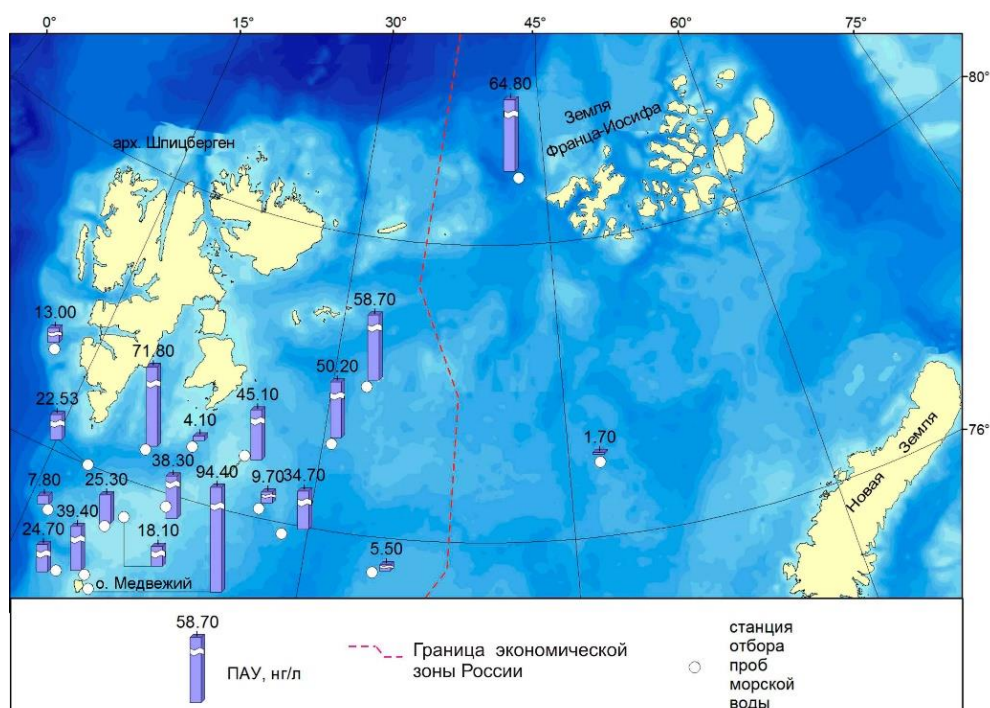 0°
15°
30°
45°
60°
75°
80°
64.80
Земля
Франца-Иосифа
арх. Шпицберген
13.00
58.70
71.80
50.20
22.53
45.10
4.10
1.70
76°
Новая Земля
38.30
94.40
7.80
25.30
9.70
34.70
39.40
24.70
18.10
5.50
о. Медвежий
58.70
ПАУ, нг/л
Граница экономической
зоны России
станция
отбора
проб
морской
воды